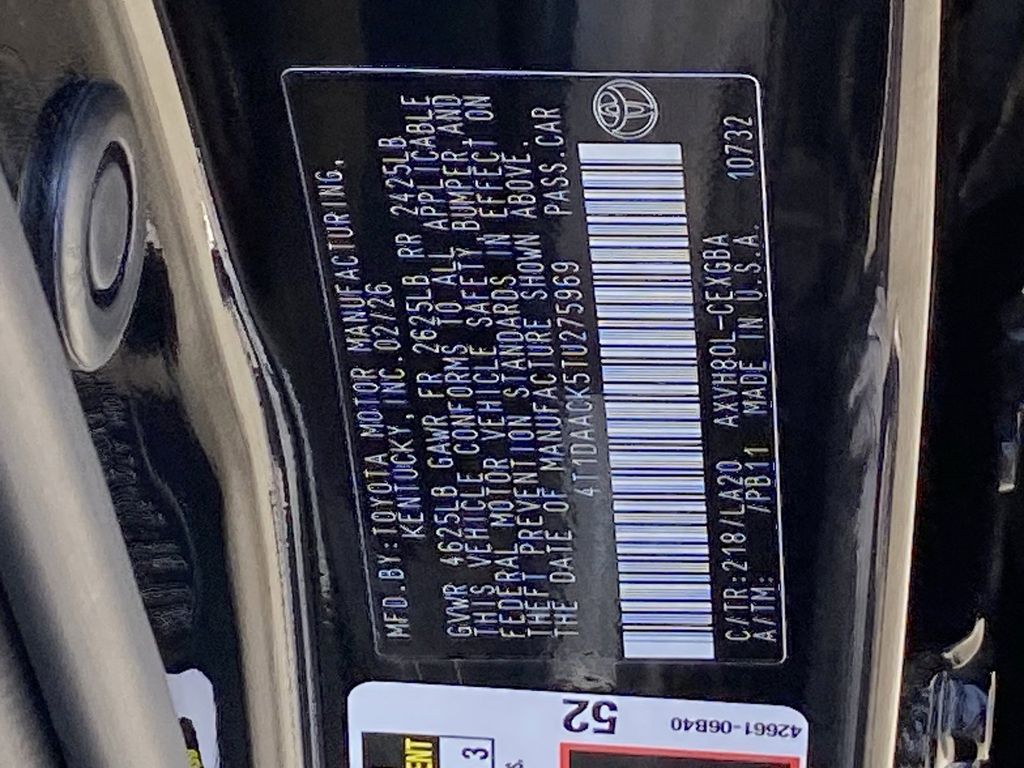 MFD.BY:TOYOTA MOTOR MANUFACTURING,
KENTUCKY, INC.02/26
GVWR 4625LB GAWR FR 2625LB RR 2425LB
THIS VEHICLE CONFORMS TO ALL APPLICABLE
FEDERAL MOTOR VEHICLE SAFETY,BUMPER,AND
THEFT PREVENTION STANDARDS IN EFFECT ON
THE DATE OF MANUFACTURE SHOWN ABOVE.
4T1DAACK5TU275969 PASS.CAR
C/TR:218/LA20 AXVH80L-CEXGBA
A/TM: /PB11 MADE IN U.S.A. 10732
52
42661-06B40
3